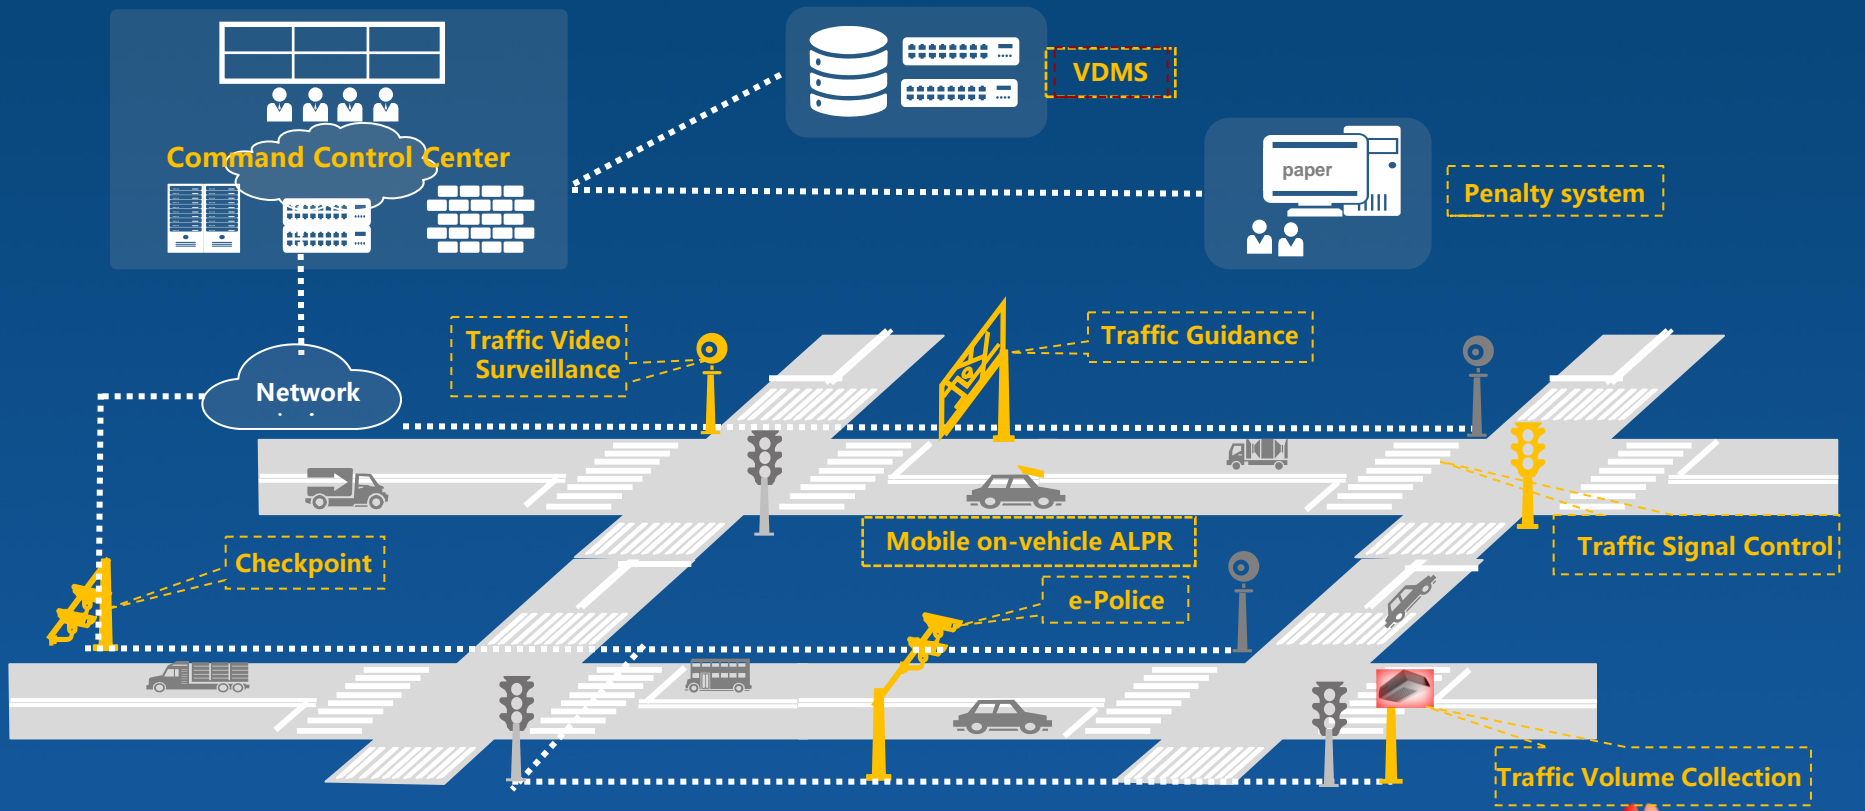 VDMS
Command Control Center
paper
Penalty system
Traffic Video
Surveillance
Traffic Guidance
Network
Mobile on-vehicle ALPR
Traffic Signal Control
Checkpoint
e-Police
Traffic Volume Collection